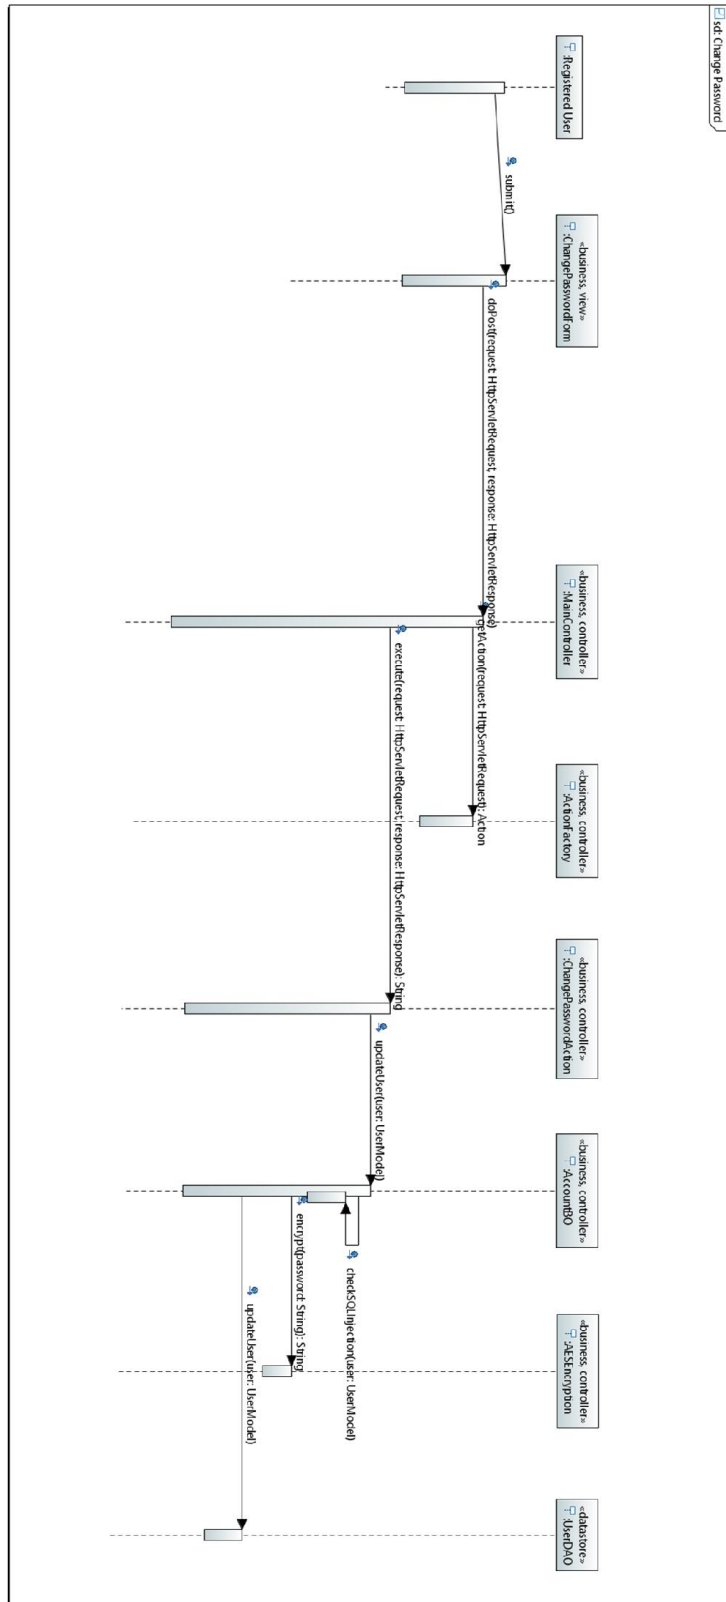 sd: Change Password
:Registered User
«business, view»
:ChangePasswordForm
«business, controller»
:MainController
«business, controller»
:ActionFactory
«business, controller»
:ChangePasswordAction
«business, controller»
:AccountBO
«business, controller»
:AESEncryption
«datastore»
:UserDAO
submit()
doPost(request: HttpServletRequest, response: HttpServletResponse)
getAction(request: HttpServletRequest): Action
execute(request: HttpServletRequest, response: HttpServletResponse): String
updateUser(user: UserModel)
checkSQLInjection(user: UserModel)
encrypt(password: String): String
updateUser(user: UserModel)